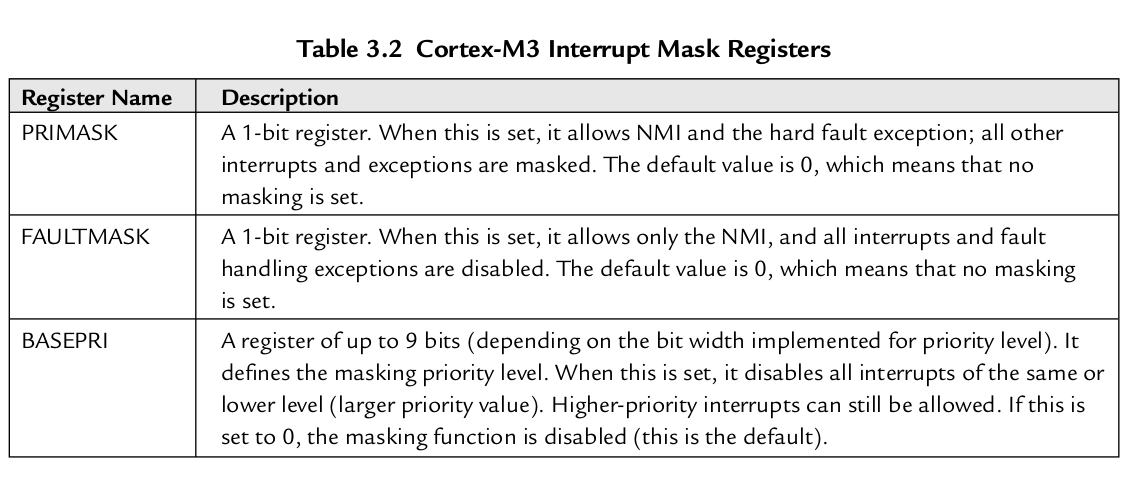 Table 3.2 Cortex-M3 Interrupt Mask Registers
Register Name Description
PRIMASK A 1-bit register. When this is set, it allows NMI and the hard fault exception; all other
interrupts and exceptions are masked. The default value is 0, which means that no
masking is set.
FAULTMASK A 1-bit register. When this is set, it allows only the NMI, and all interrupts and fault
handling exceptions are disabled. The default value is 0, which means that no masking
is set.
BASEPRI A register of up to 9 bits (depending on the bit width implemented for priority level). It
defines the masking priority level. When this is set, it disables all interrupts of the same or
lower level (larger priority value). Higher-priority interrupts can still be allowed. If this is
set to 0, the masking function is disabled (this is the default).